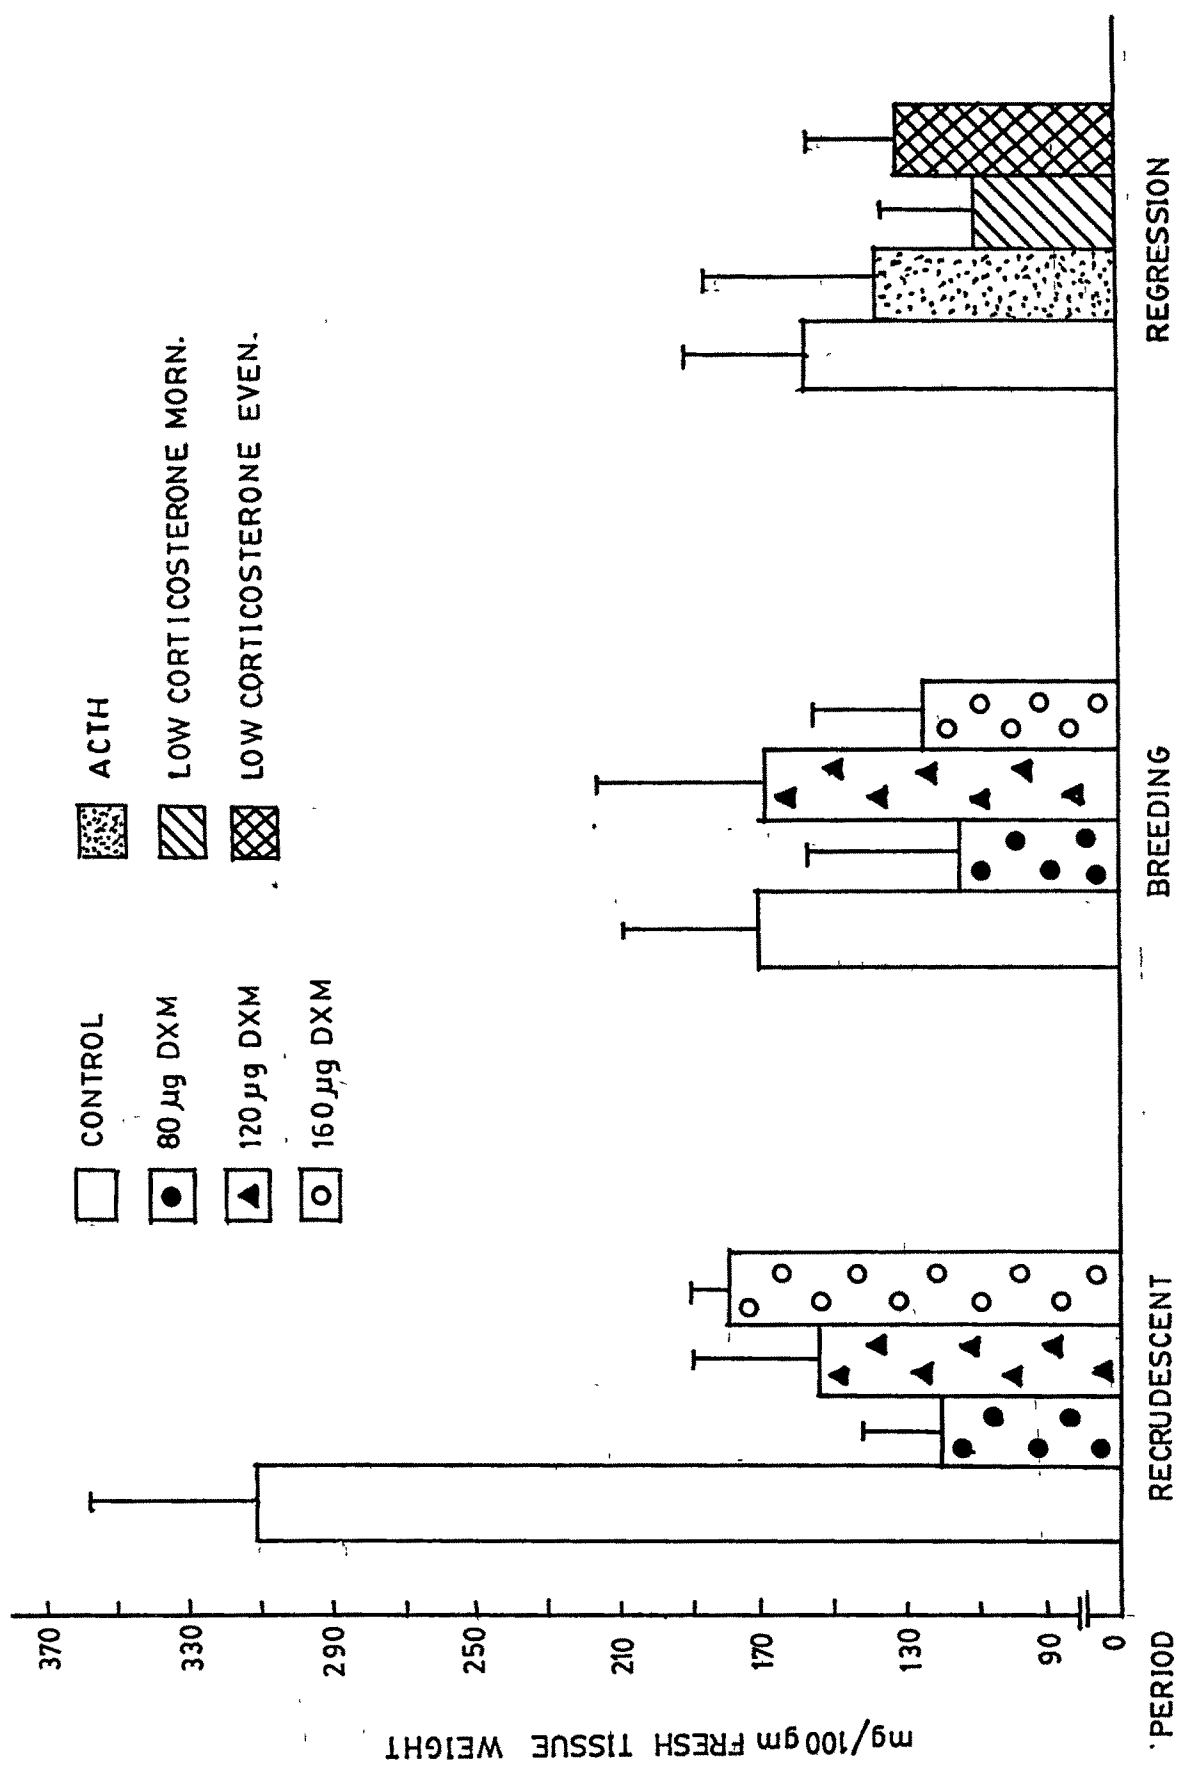 CONTROL
80 µg DXM
120 µg DXM
160 µg DXM
ACTH
LOW CORTICOSTERONE MORN.
LOW CORTICOSTERONE EVEN.
mg/100 gm FRESH TISSUE WEIGHT
370
330
290
250
210
170
130
90
0
PERIOD
RECRUDESCENT
BREEDING
REGRESSION